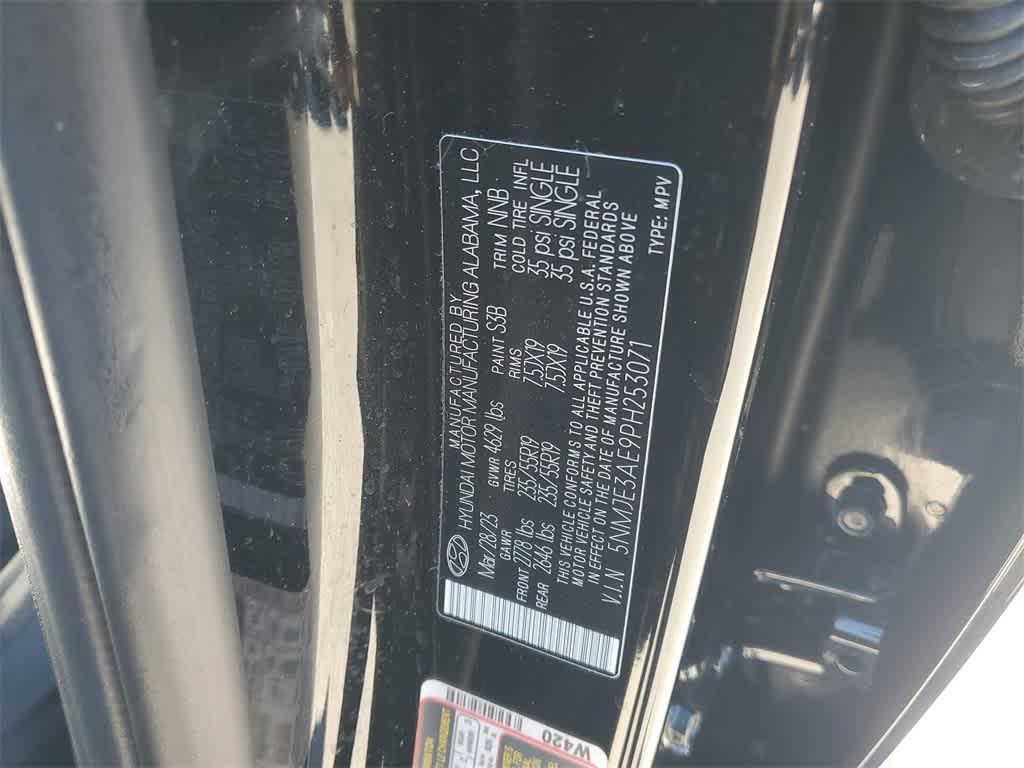 MANUFACTURED BY
HYUNDAI MOTOR MANUFACTURING ALABAMA, LLC
Mar/28/23 GVWR 4629 lbs PAINT S3B TRIM NNB
GAWR TIRES RIMS COLD TIRE INFL
FRONT 2778 lbs 235/55R19 7.5JX19 35 psi SINGLE
REAR 2646 lbs 235/55R19 7.5JX19 35 psi SINGLE
THIS VEHICLE CONFORMS TO ALL APPLICABLE U.S.A. FEDERAL
MOTOR VEHICLE SAFETY AND THEFT PREVENTION STANDARDS
IN EFFECT ON THE DATE OF MANUFACTURE SHOWN ABOVE
V.I.N 5NMJE3AE9PH253071 TYPE: MPV
W420